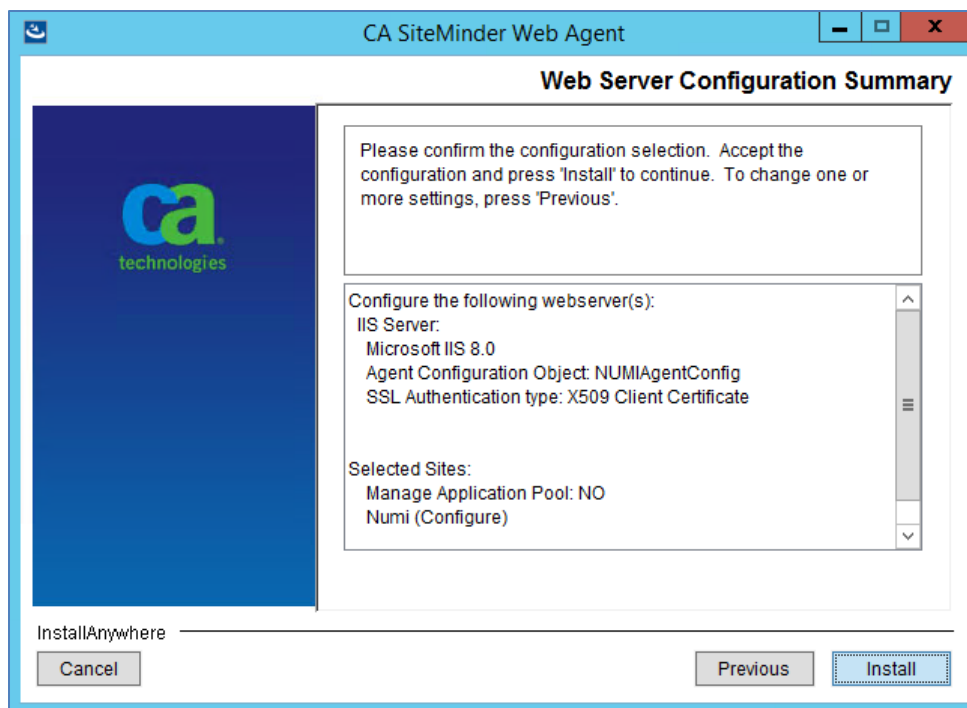 CA SiteMinder Web Agent
Web Server Configuration Summary
ca
technologies
Please confirm the configuration selection. Accept the
configuration and press 'Install' to continue. To change one or
more settings, press 'Previous'.
Configure the following webserver(s):
IIS Server:
Microsoft IIS 8.0
Agent Configuration Object: NUMIAgentConfig
SSL Authentication type: X509 Client Certificate
Selected Sites:
Manage Application Pool: NO
Numi (Configure)
InstallAnywhere
Cancel
Previous
Install